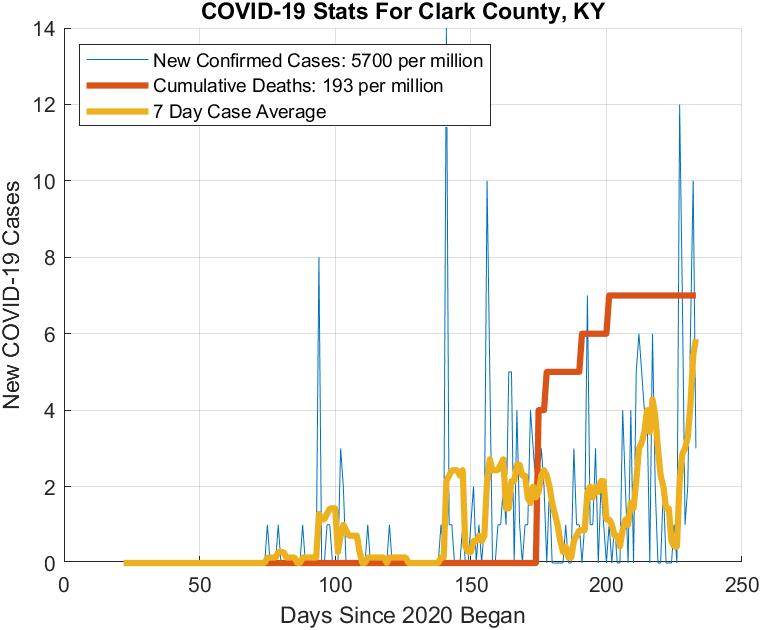 COVID-19 Stats For Clark County, KY
New Confirmed Cases: 5700 per million
Cumulative Deaths: 193 per million
7 Day Case Average
New COVID-19 Cases
14
12
10
8
6
4
2
0
0 50 100 150 200 250
Days Since 2020 Began